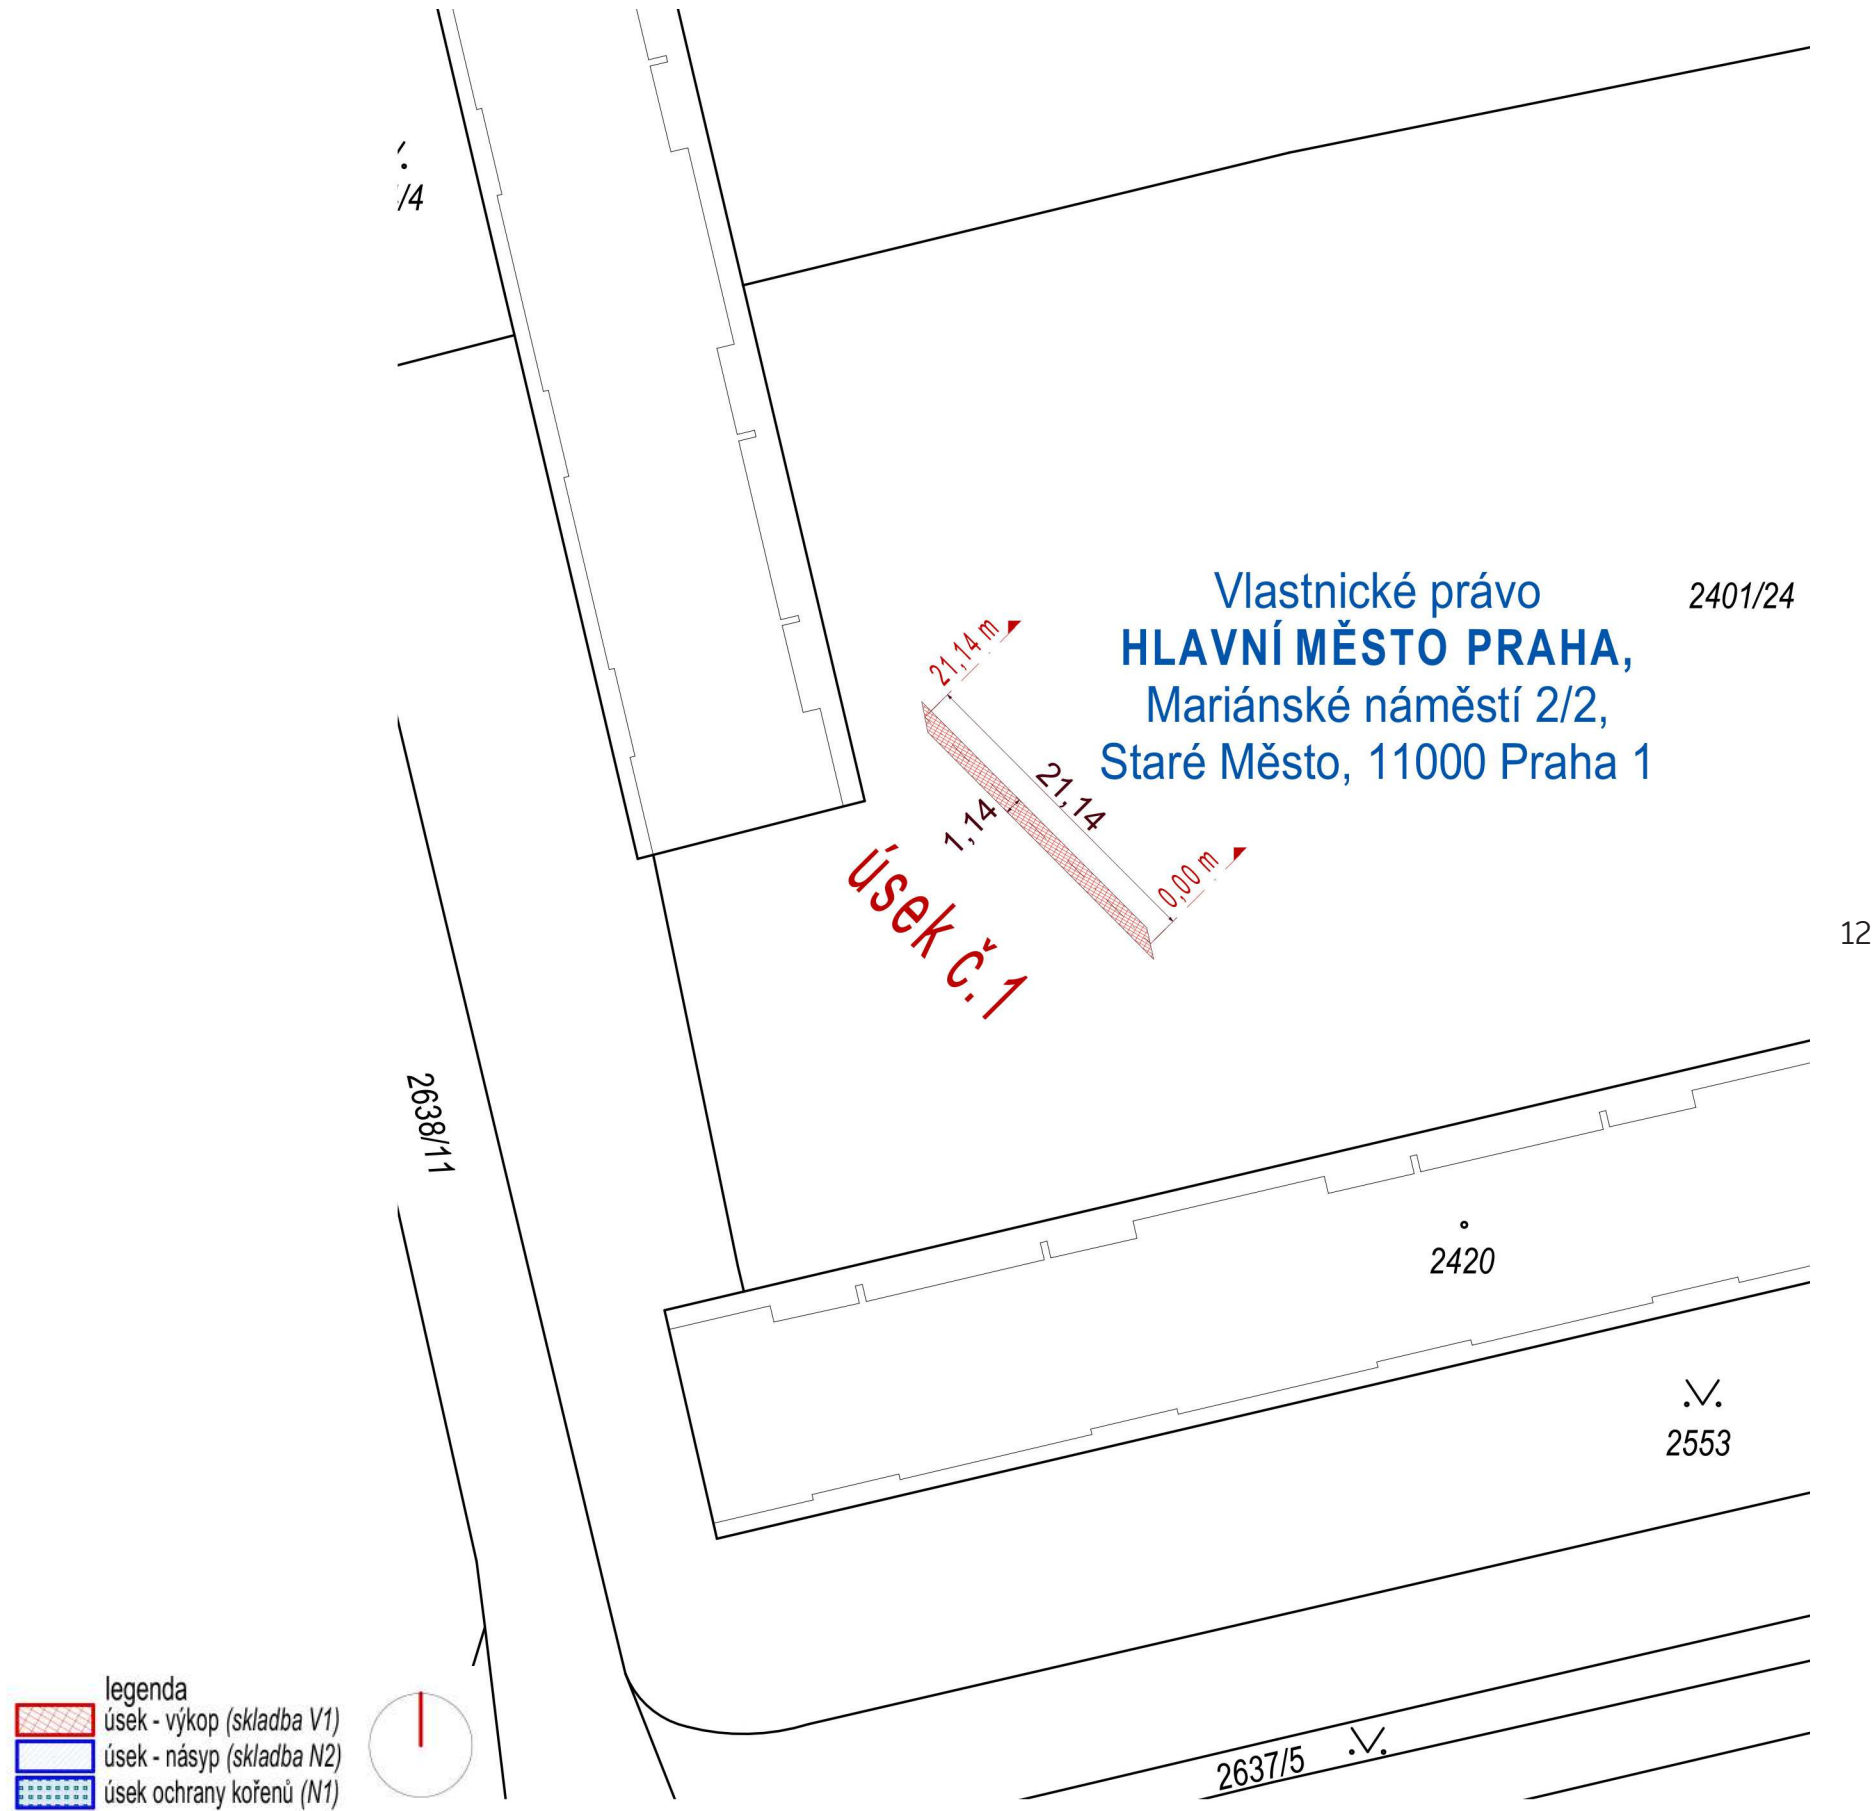 /4
Vlastnické právo
HLAVNÍ MĚSTO PRAHA,
Mariánské náměstí 2/2,
Staré Město, 11000 Praha 1
2401/24
21,14 m
21,14
1,14
0,00 m
úsek č.1
12
2638/11
2420
2553
2637/5
legenda
úsek - výkop (skladba V1)
úsek - násyp (skladba N2)
úsek ochrany kořenů (N1)